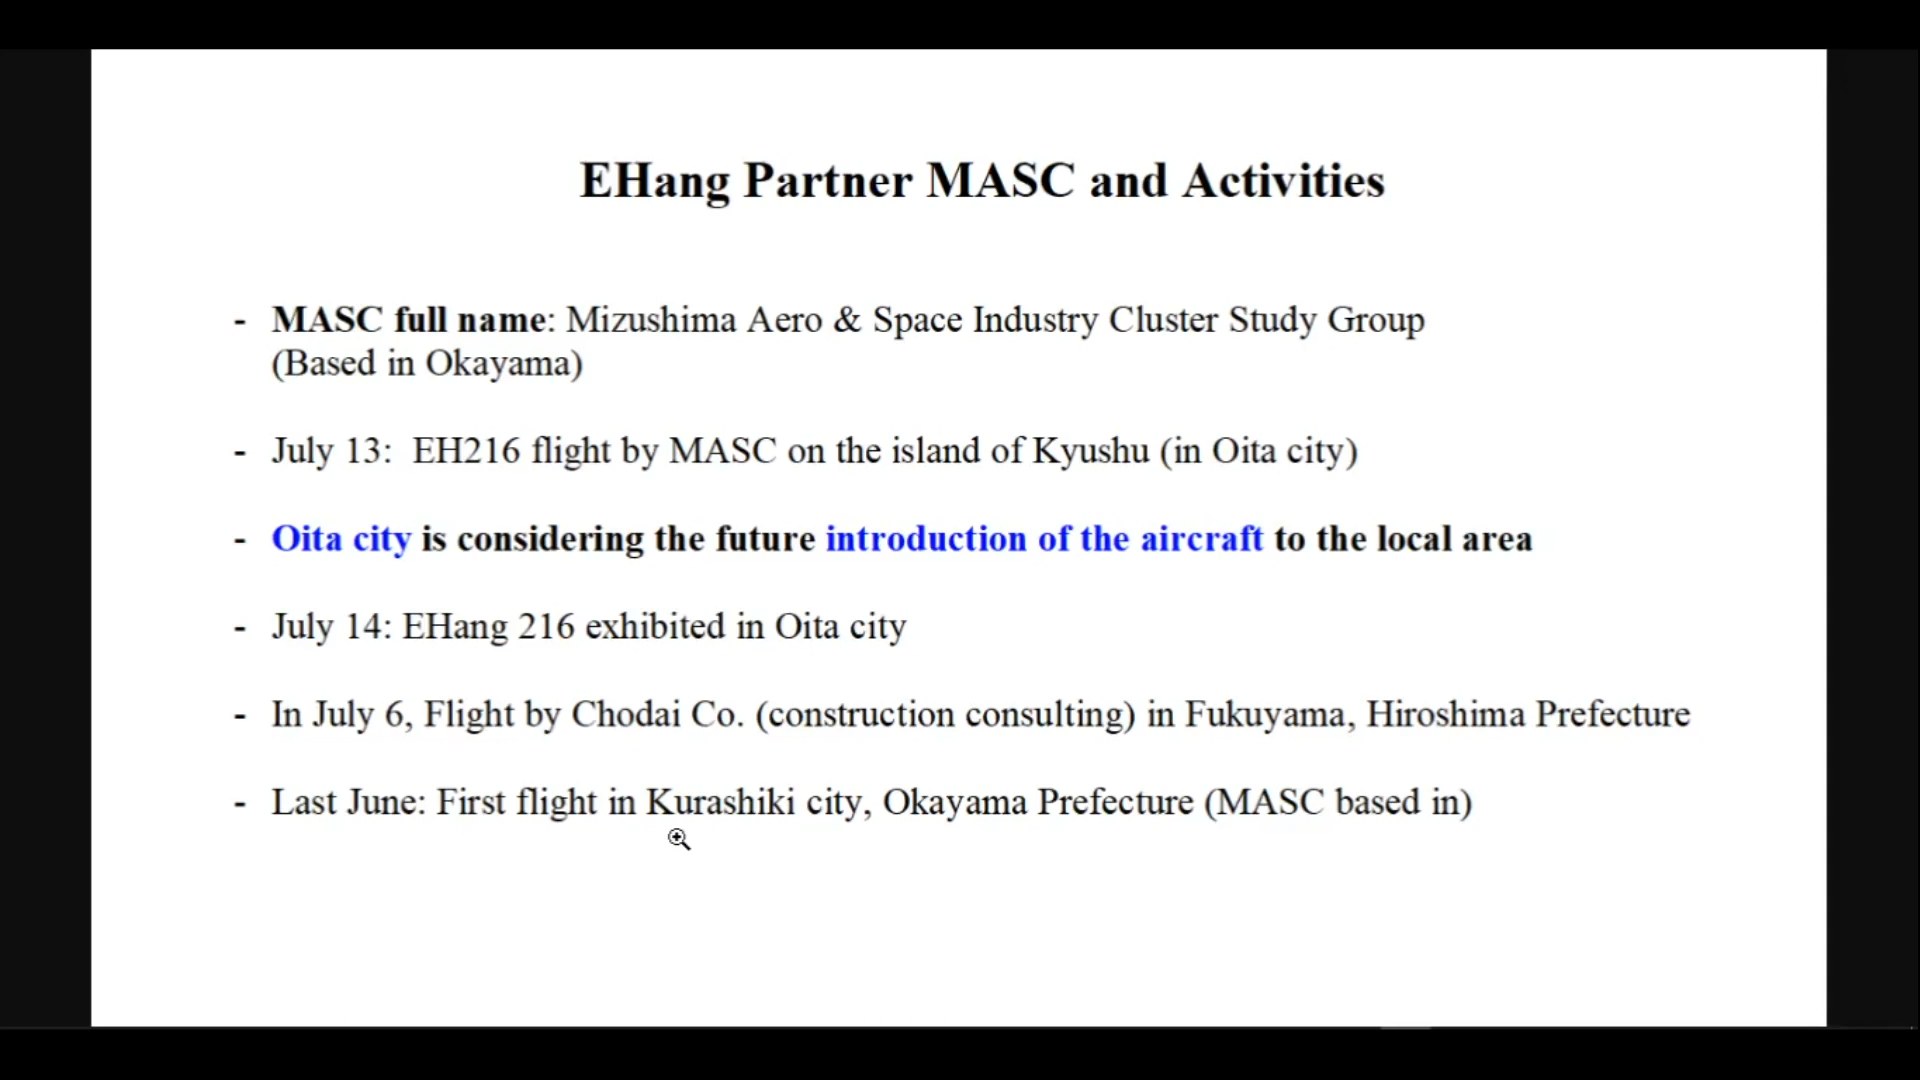 EHang Partner MASC and Activities
- MASC full name: Mizushima Aero & Space Industry Cluster Study Group
(Based in Okayama)
- July 13:  EH216 flight by MASC on the island of Kyushu (in Oita city)
- Oita city is considering the future introduction of the aircraft to the local area
- July 14: EHang 216 exhibited in Oita city
- In July 6, Flight by Chodai Co. (construction consulting) in Fukuyama, Hiroshima Prefecture
- Last June: First flight in Kurashiki city, Okayama Prefecture (MASC based in)